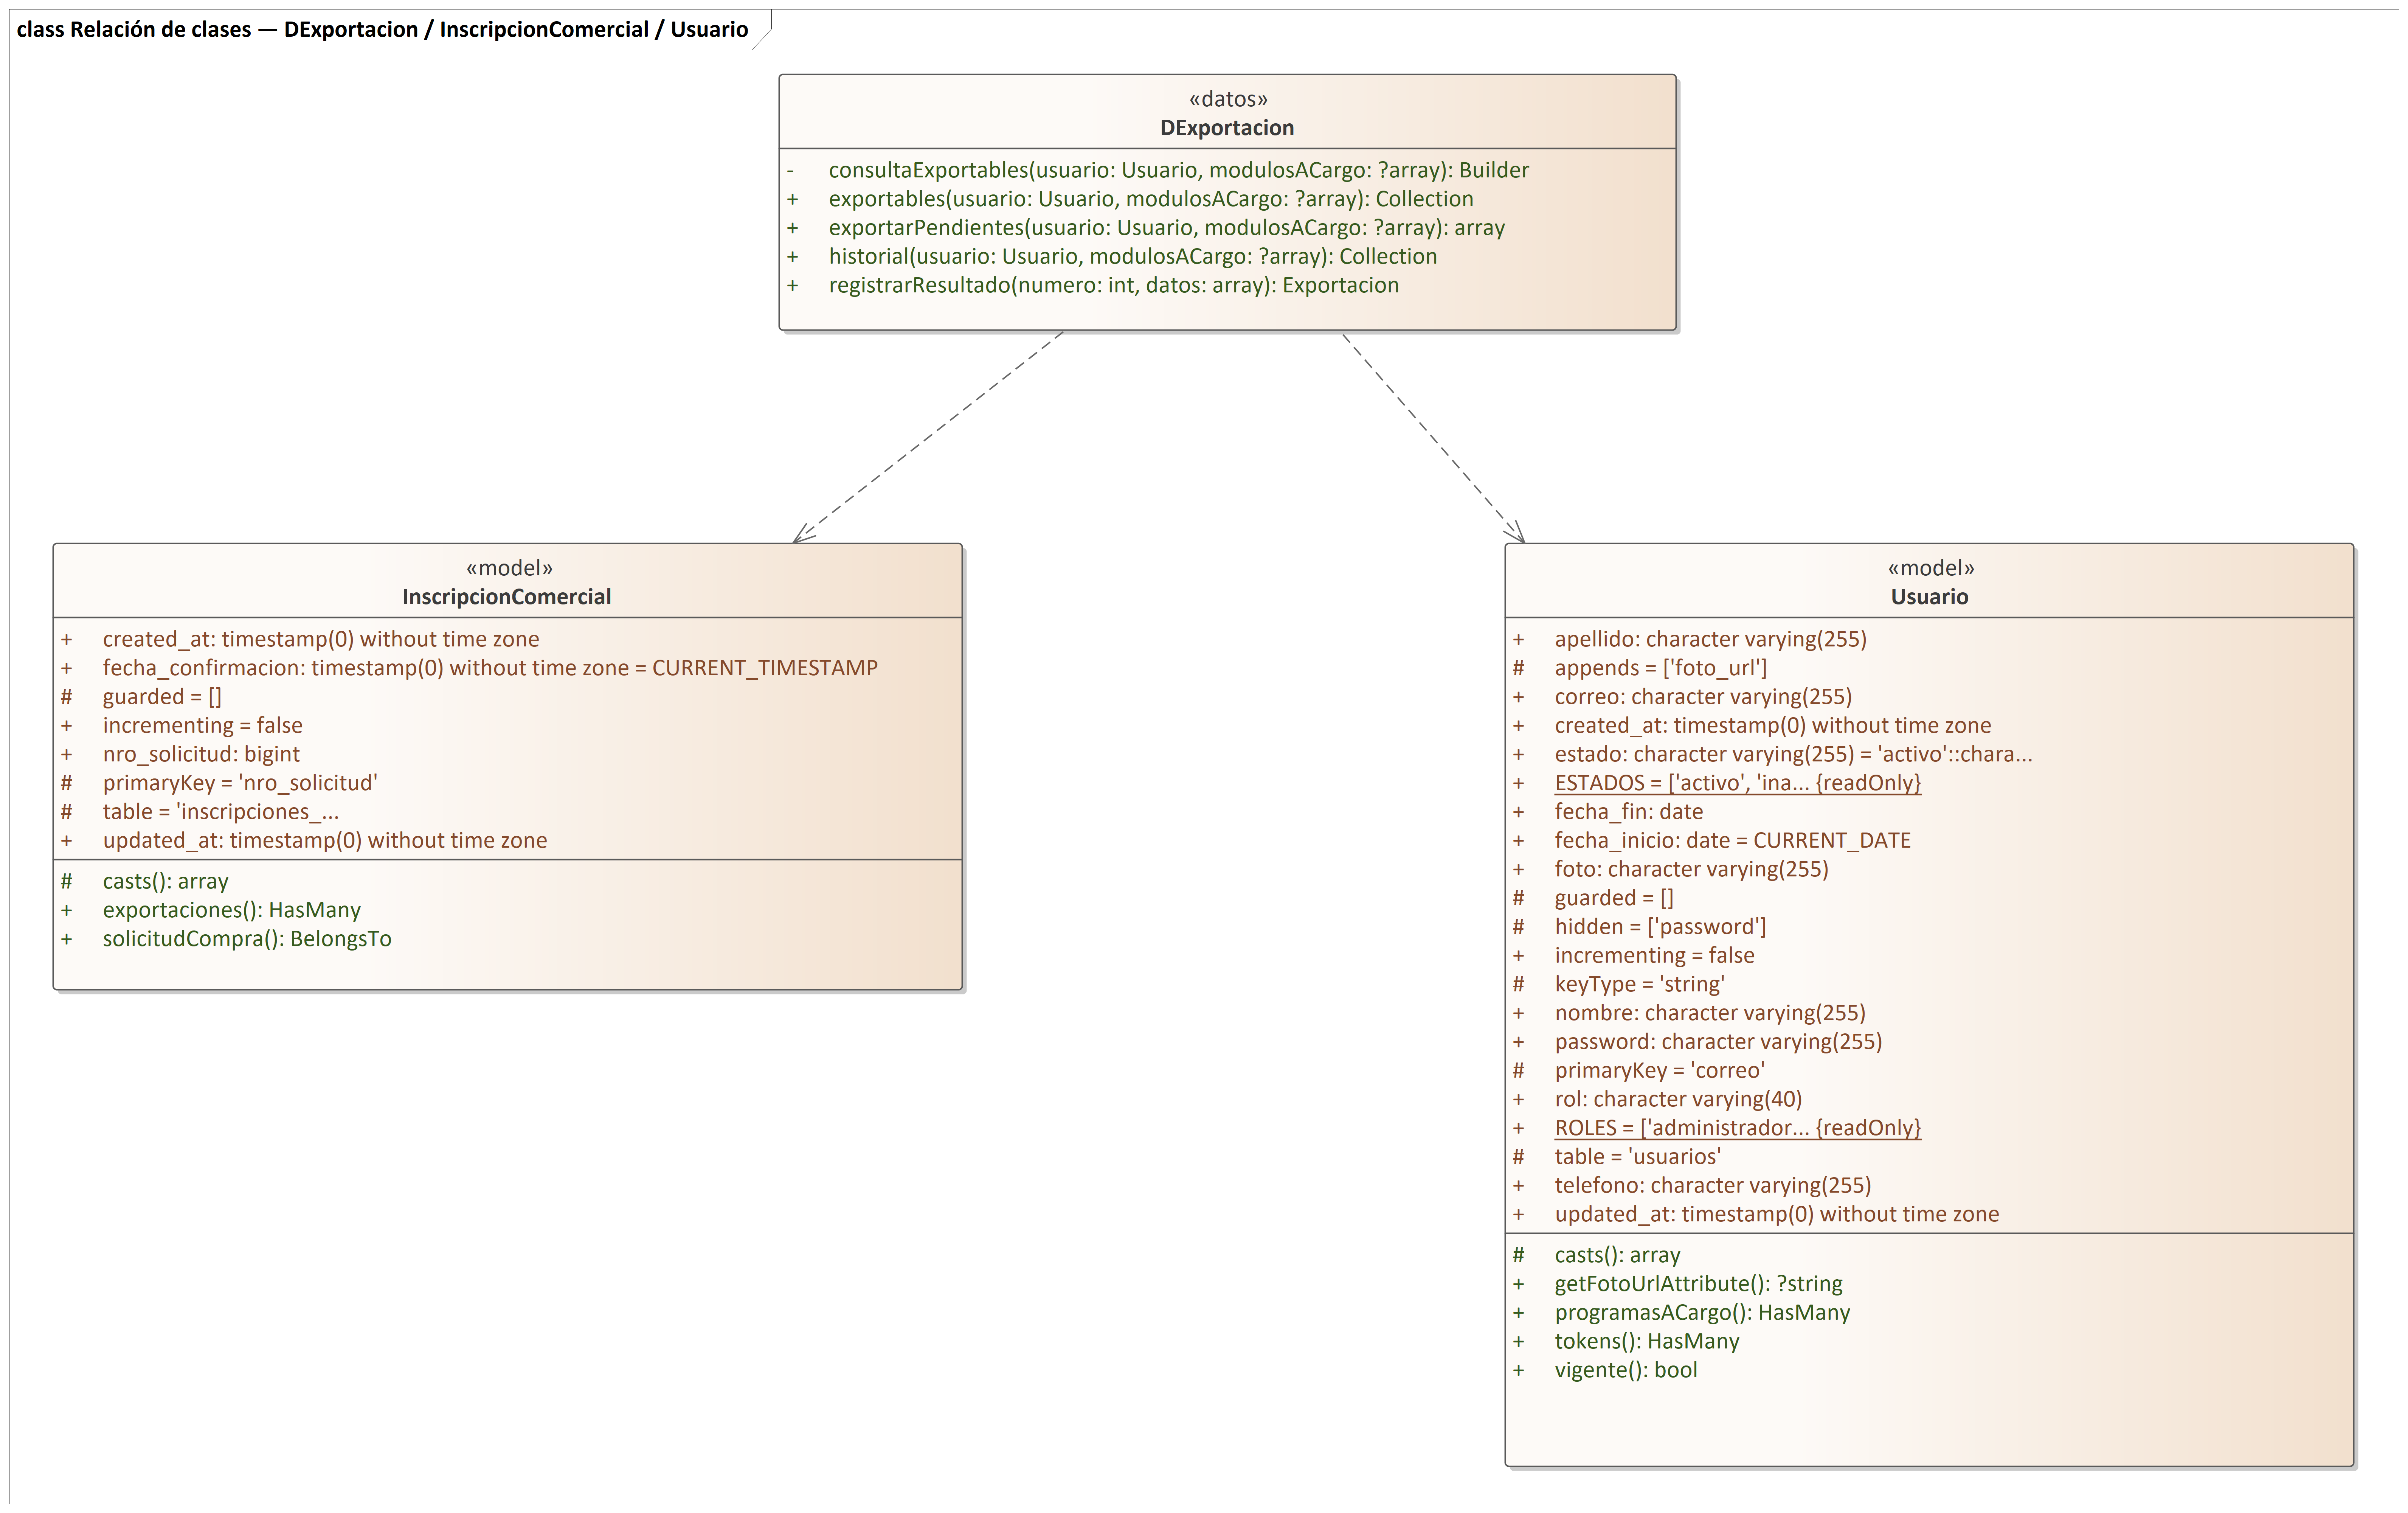 class Relación de clases — DExportacion / InscripcionComercial / Usuario
«datos»
DExportacion
- consultaExportables(usuario: Usuario, modulosACargo: ?array): Builder
+ exportables(usuario: Usuario, modulosACargo: ?array): Collection
+ exportarPendientes(usuario: Usuario, modulosACargo: ?array): array
+ historial(usuario: Usuario, modulosACargo: ?array): Collection
+ registrarResultado(numero: int, datos: array): Exportacion
«model»
InscripcionComercial
+ created_at: timestamp(0) without time zone
+ fecha_confirmacion: timestamp(0) without time zone = CURRENT_TIMESTAMP
# guarded = []
+ incrementing = false
+ nro_solicitud: bigint
# primaryKey = 'nro_solicitud'
# table = 'inscripciones_...
+ updated_at: timestamp(0) without time zone
# casts(): array
+ exportaciones(): HasMany
+ solicitudCompra(): BelongsTo
«model»
Usuario
+ apellido: character varying(255)
# appends = ['foto_url']
+ correo: character varying(255)
+ created_at: timestamp(0) without time zone
+ estado: character varying(255) = 'activo'::chara...
+ ESTADOS = ['activo', 'ina... {readOnly}
+ fecha_fin: date
+ fecha_inicio: date = CURRENT_DATE
+ foto: character varying(255)
# guarded = []
# hidden = ['password']
+ incrementing = false
# keyType = 'string'
+ nombre: character varying(255)
+ password: character varying(255)
# primaryKey = 'correo'
+ rol: character varying(40)
+ ROLES = ['administrador... {readOnly}
# table = 'usuarios'
+ telefono: character varying(255)
+ updated_at: timestamp(0) without time zone
# casts(): array
+ getFotoUrlAttribute(): ?string
+ programasACargo(): HasMany
+ tokens(): HasMany
+ vigente(): bool